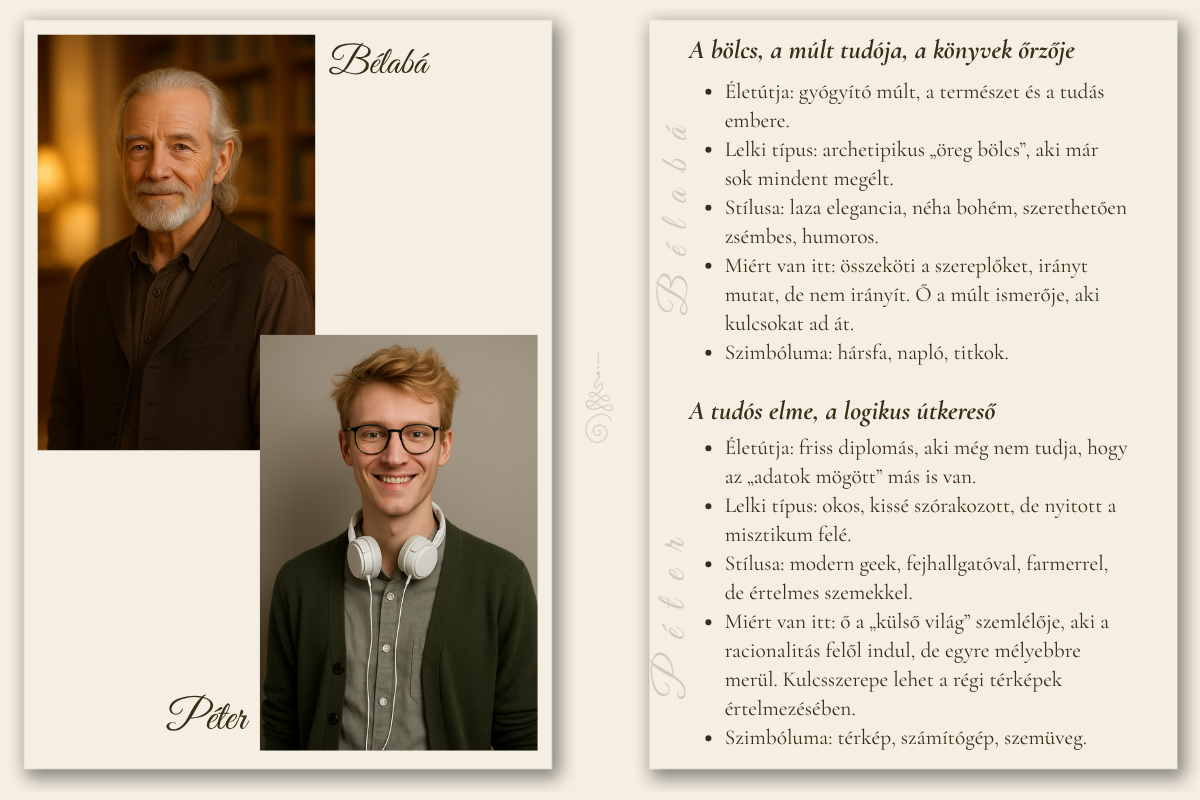 Bélabá
Péter
Bélabá
A bölcs, a múlt tudója, a könyvek őrzője
• Életútja: gyógyító múlt, a természet és a tudás
embere.
• Lelki típus: archetipikus „öreg bölcs”, aki már
sok mindent megélt.
• Stílusa: laza elegancia, néha bohém, szerethetően
zsémbes, humoros.
• Miért van itt: összeköti a szereplőket, irányt
mutat, de nem irányít. Ő a múlt ismerője, aki
kulcsokat ad át.
• Szimbóluma: hársfa, napló, titkok.
Péter
A tudós elme, a logikus útkereső
• Életútja: friss diplomás, aki még nem tudja, hogy
az „adatok mögött” más is van.
• Lelki típus: okos, kissé szórakozott, de nyitott a
misztikum felé.
• Stílusa: modern geek, fejhallgatóval, farmerrel,
de értelmes szemekkel.
• Miért van itt: ő a „külső világ” szemlélője, aki a
racionalitás felől indul, de egyre mélyebbre
merül. Kulcsszerepe lehet a régi térképek
értelmezésében.
• Szimbóluma: térkép, számítógép, szemüveg.